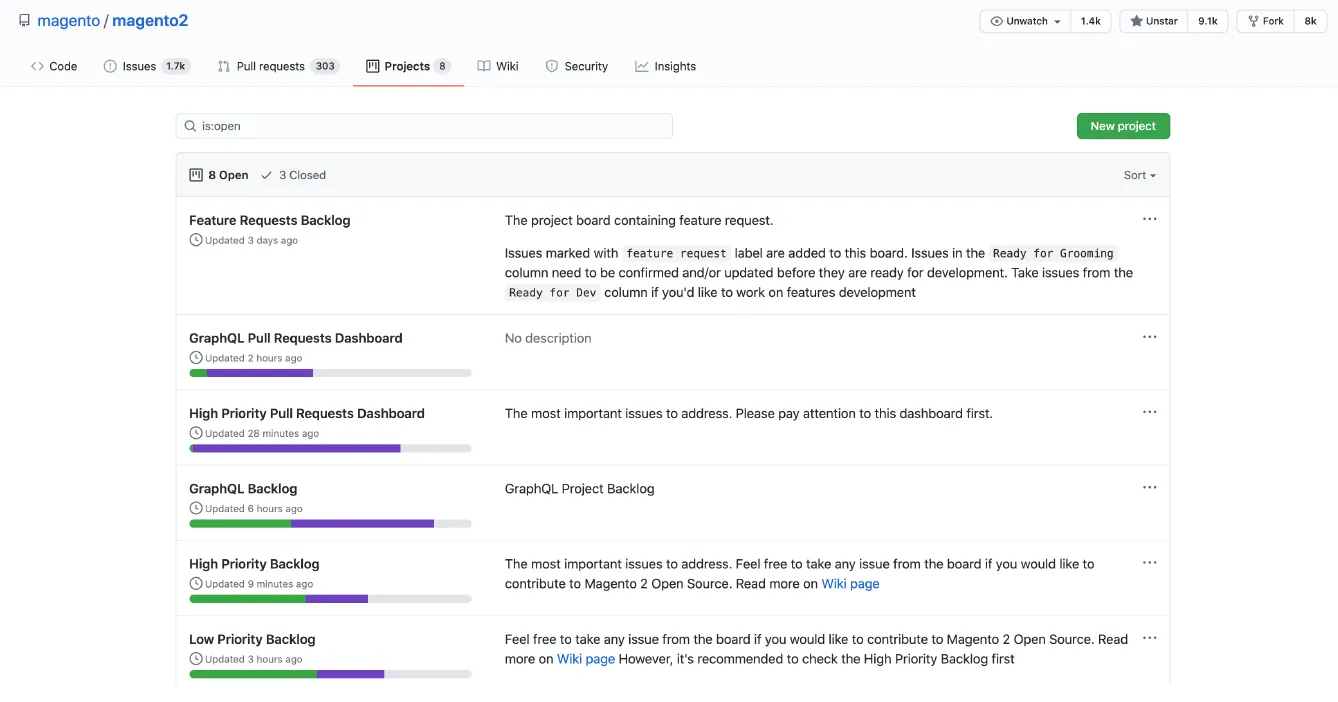 magento / magento2
Unwatch 1.4k Unstar 9.1k Fork 8k
Code Issues 1.7k Pull requests 303 Projects 8 Wiki Security Insights
is:open
New project
8 Open 3 Closed Sort
Feature Requests Backlog
Updated 3 days ago
The project board containing feature request.
Issues marked with feature request label are added to this board. Issues in the Ready for Grooming
column need to be confirmed and/or updated before they are ready for development. Take issues from the
Ready for Dev column if you'd like to work on features development
GraphQL Pull Requests Dashboard
Updated 2 hours ago
No description
High Priority Pull Requests Dashboard
Updated 28 minutes ago
The most important issues to address. Please pay attention to this dashboard first.
GraphQL Backlog
Updated 6 hours ago
GraphQL Project Backlog
High Priority Backlog
Updated 9 minutes ago
The most important issues to address. Feel free to take any issue from the board if you would like to
contribute to Magento 2 Open Source. Read more on Wiki page
Low Priority Backlog
Updated 3 hours ago
Feel free to take any issue from the board if you would like to contribute to Magento 2 Open Source. Read
more on Wiki page However, it's recommended to check the High Priority Backlog first